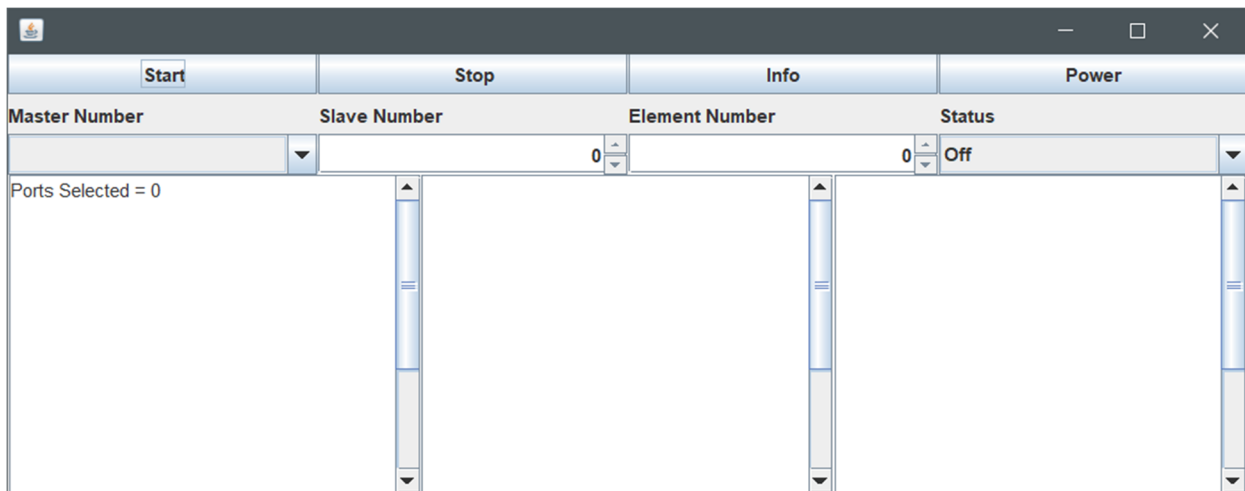 Start Stop Info Power
Master Number Slave Number Element Number Status
0 0 Off
Ports Selected = 0